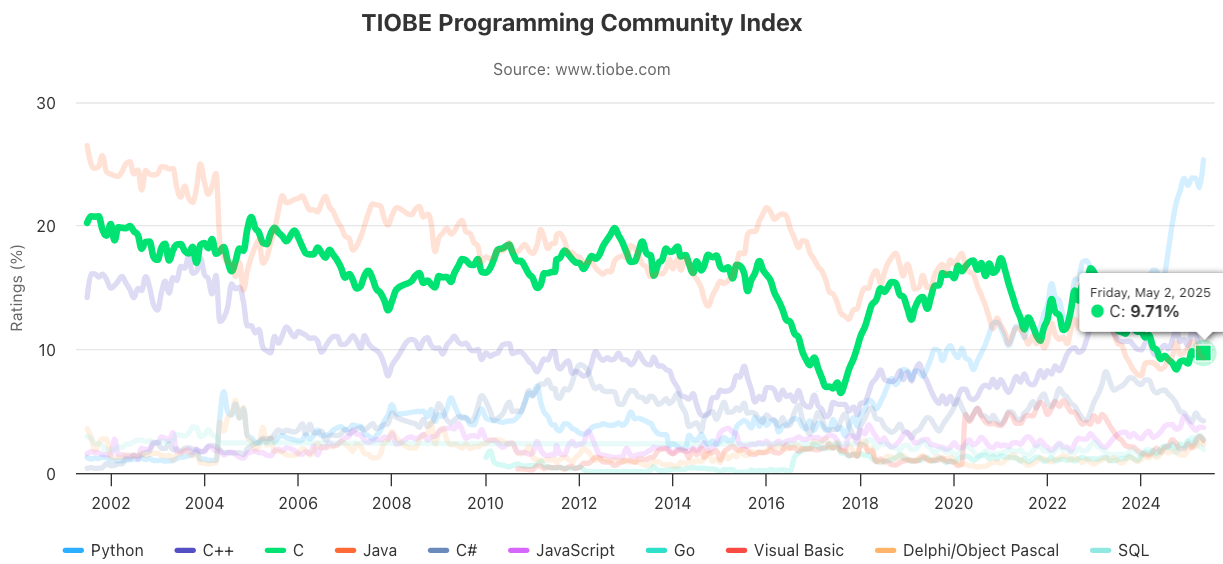 TIOBE Programming Community Index
Source: www.tiobe.com
Ratings (%)
30
20
10
0
Friday, May 2, 2025
C: 9.71%
2002 2004 2006 2008 2010 2012 2014 2016 2018 2020 2022 2024
Python C++ C Java C# JavaScript Go Visual Basic Delphi/Object Pascal SQL